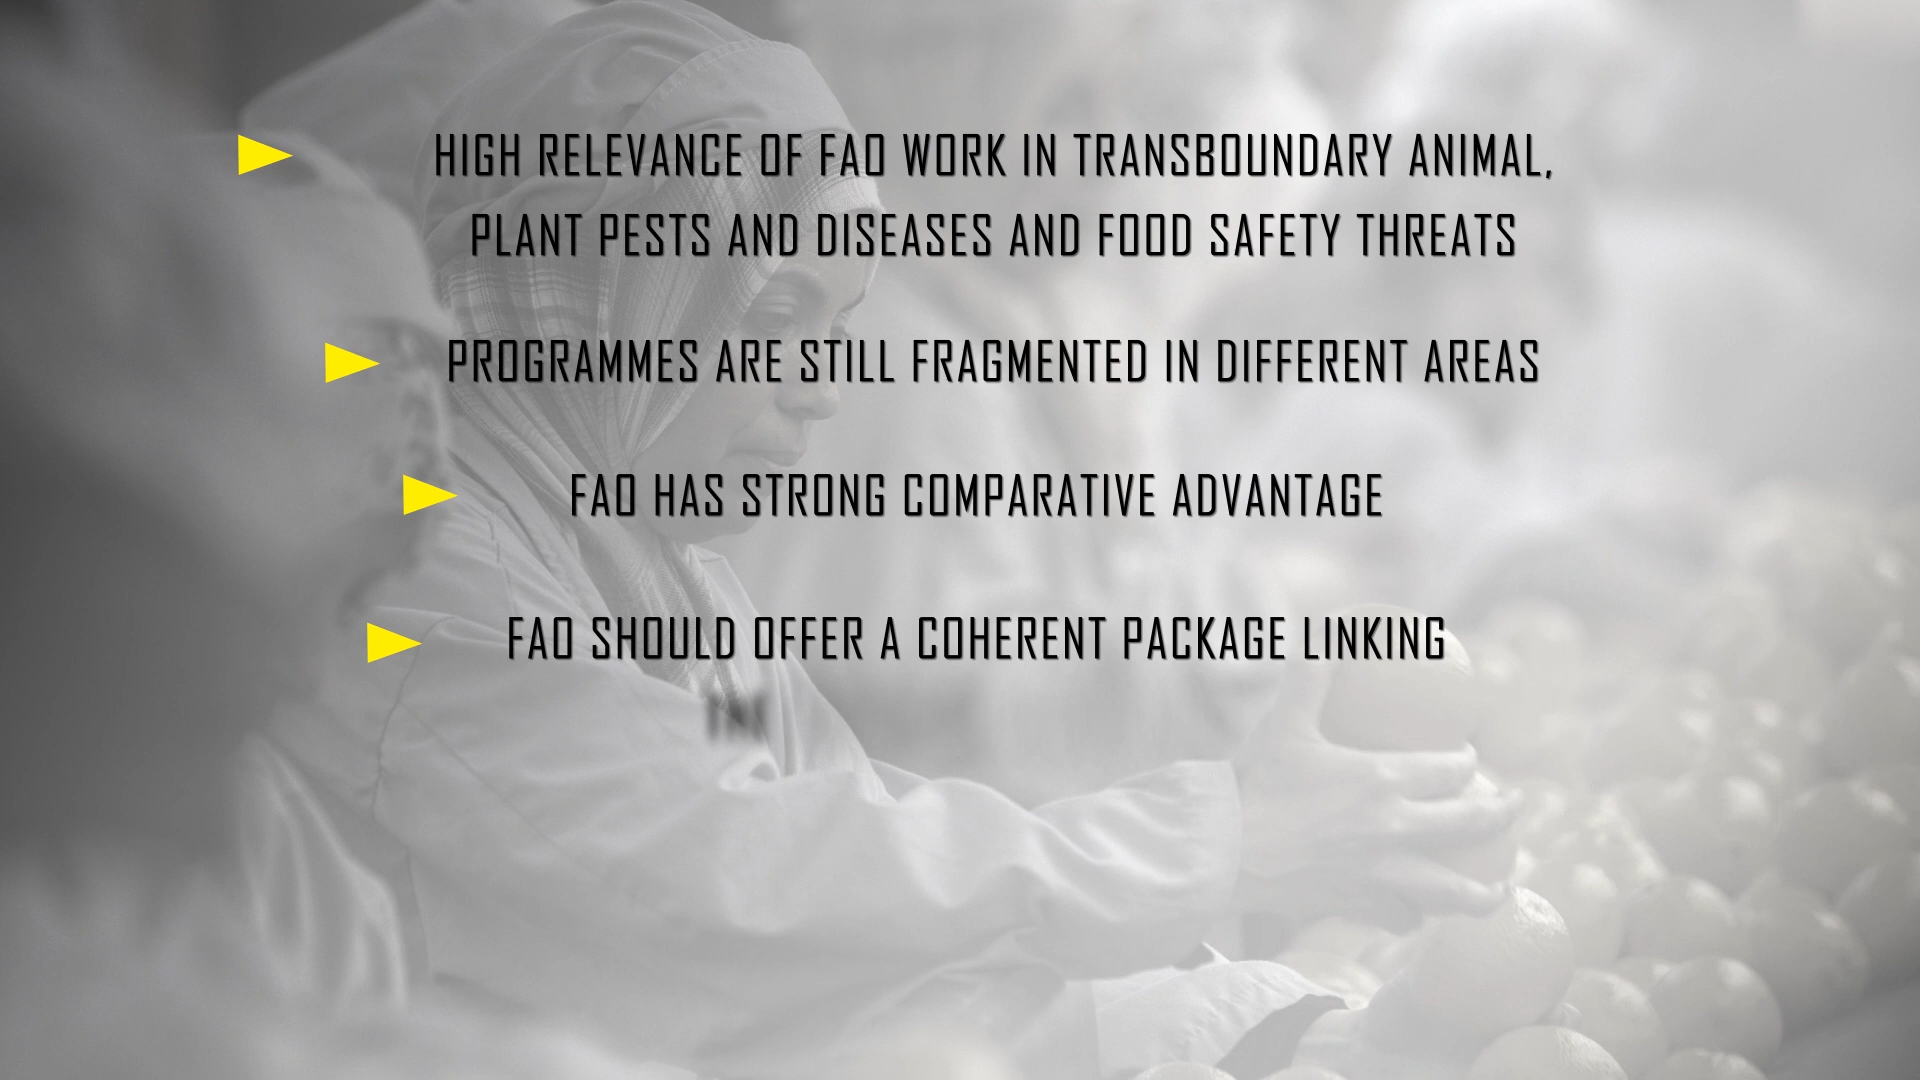 HIGH RELEVANCE OF FAO WORK IN TRANSBOUNDARY ANIMAL,
PLANT PESTS AND DISEASES AND FOOD SAFETY THREATS
PROGRAMMES ARE STILL FRAGMENTED IN DIFFERENT AREAS
FAO HAS STRONG COMPARATIVE ADVANTAGE
FAO SHOULD OFFER A COHERENT PACKAGE LINKING